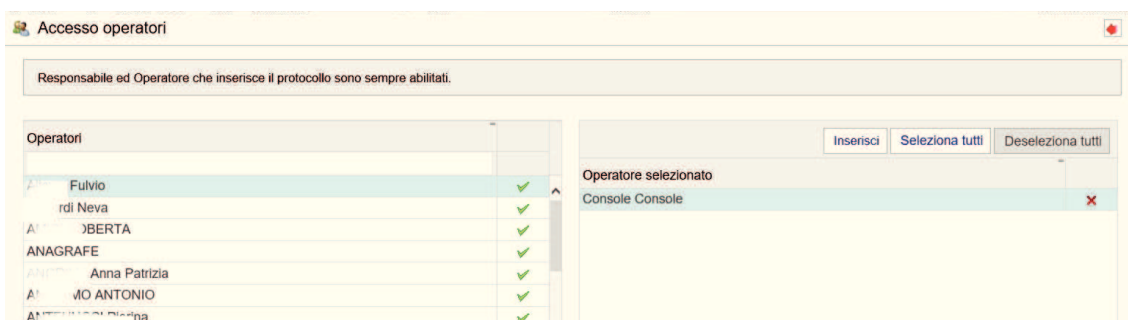 Accesso operatori
Responsabile ed Operatore che inserisce il protocollo sono sempre abilitati.
Operatori
Inserisci Seleziona tutti Deseleziona tutti
Operatore selezionato
Console Console
Fulvio
Neva
ANAGRAFE
Anna Patrizia
ANTONIO